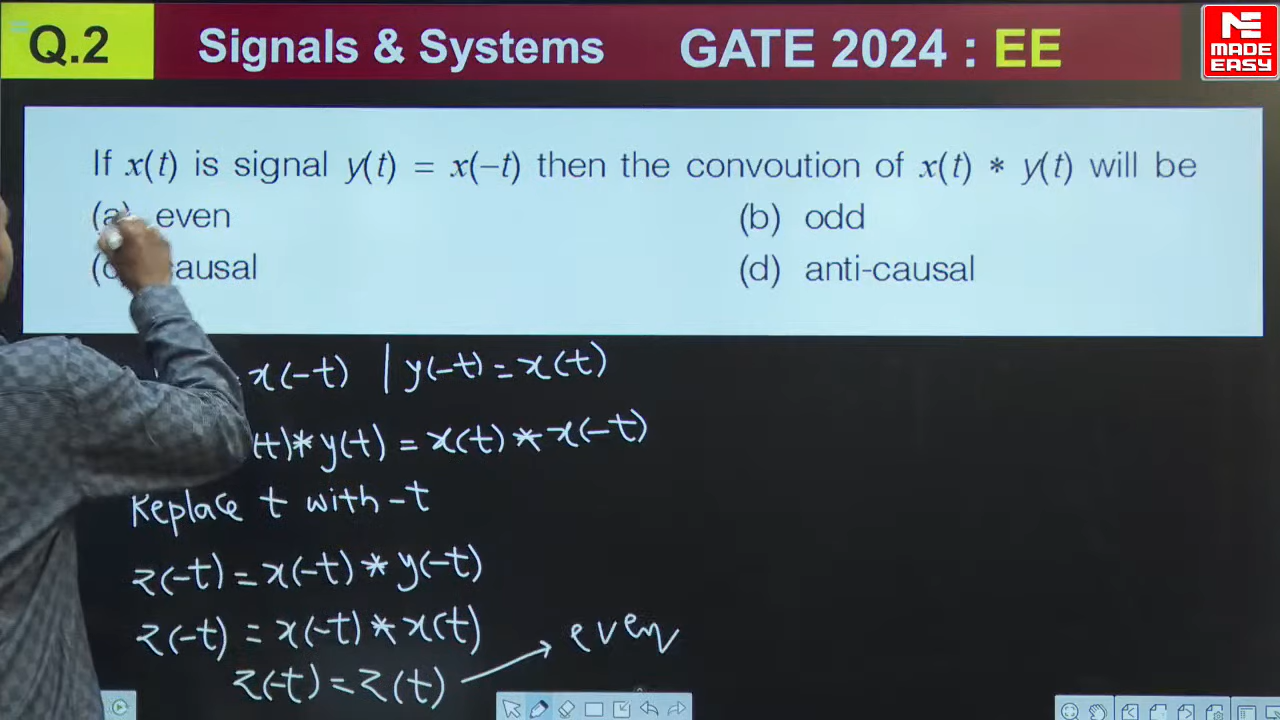 Q.2 Signals & Systems GATE 2024 : EE
MADE EASY
If x(t) is signal y(t) = x(−t) then the convoution of x(t) * y(t) will be
(a) even (b) odd
causal (d) anti-causal
x(-t) | y(-t) = x(t)
(t)*y(t) = x(t) * x(-t)
Replace t with -t
z(-t) = x(-t) * y(-t)
z(-t) = x(-t) * x(t)
z(-t) = z(t) → even